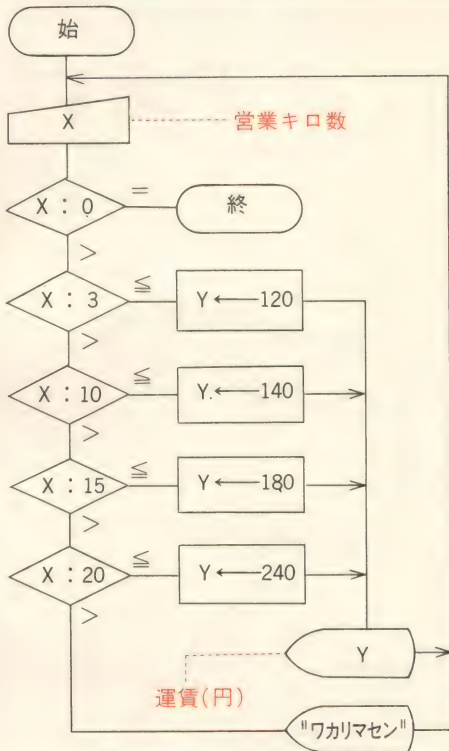 始
X
営業キロ数
X : 0
=
終
>
X : 3
≦
Y ← 120
>
X : 10
≦
Y. ← 140
>
X : 15
≦
Y ← 180
>
X : 20
≦
Y ← 240
>
Y
運賃(円)
"ワカリマセン"